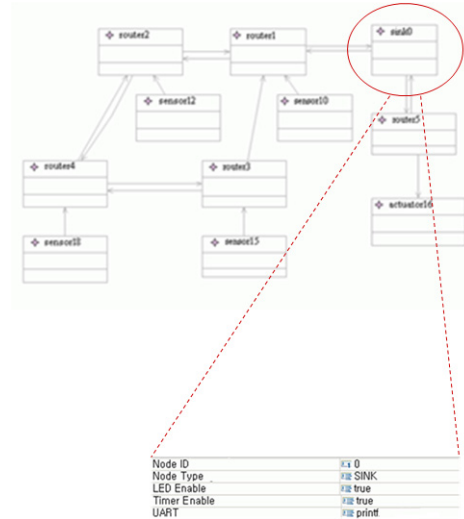 router2
router1
sink0
sensor12
sensor10
router5
router4
router3
actuator16
sensor18
sensor15
Node ID 0
Node Type SINK
LED Enable true
Timer Enable true
UART printf